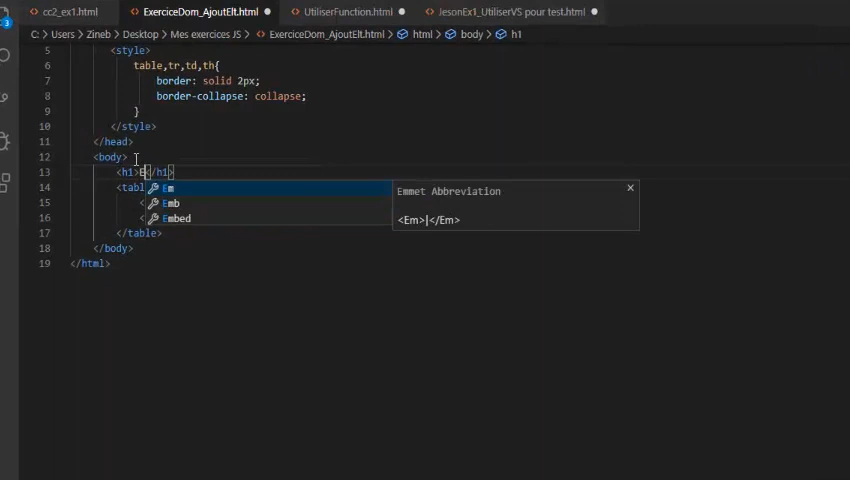 cc2_ex1.html
ExerciceDom_AjoutElt.html
UtiliserFunction.html
JesonEx1_UtiliserVS pour test.html
C: > Users > Zineb > Desktop > Mes exercices JS > ExerciceDom_AjoutElt.html > html > body > h1
3
5 <style>
6 table,tr,td,th{
7 border: solid 2px;
8 border-collapse: collapse;
9 }
10 </style>
11 </head>
12 <body>
13 <h1>E</h1>
14 <tabl
15 <
16 <
17 </table>
18 </body>
19 </html>
Em
Emb
Embed
Emmet Abbreviation
<Em>|</Em>